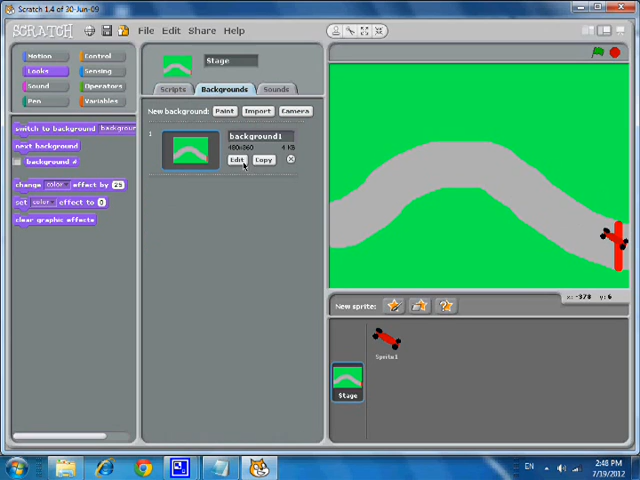 Scratch 1.4 of 30-Jun-09
SCRATCH File Edit Share Help
Motion Control
Looks Sensing
Sound Operators
Pen Variables
switch to background
next background
background #
change color effect by 25
set color effect to 0
clear graphic effects
Stage
Scripts Backgrounds Sounds
New background: Paint Import Camera
1
background1
480x360 4 KB
Edit Copy
x: -378 y: 6
New sprite:
Sprite1
Stage
EN
2:48 PM
7/19/2012